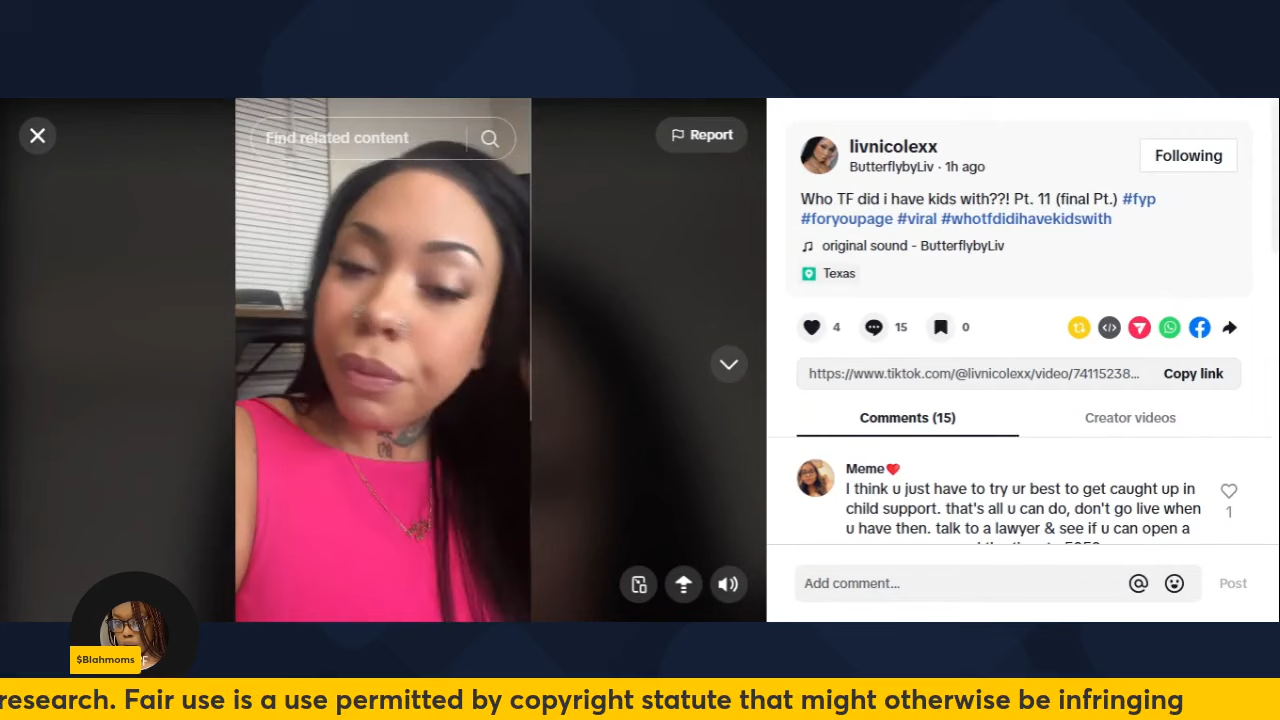 Find related content
Report
livnicolexx
ButterflybyLiv · 1h ago
Following
Who TF did i have kids with??! Pt. 11 (final Pt.) #fyp
#foryoupage #viral #whotfdidihavekidswith
original sound - ButterflybyLiv
Texas
4
15
0
https://www.tiktok.com/@livnicolexx/video/74115238...
Copy link
Comments (15)
Creator videos
Meme❤️
I think u just have to try ur best to get caught up in
child support. that's all u can do, don't go live when
u have then. talk to a lawyer & see if u can open a
1
Add comment...
Post
$Blahmoms
research. Fair use is a use permitted by copyright statute that might otherwise be infringing